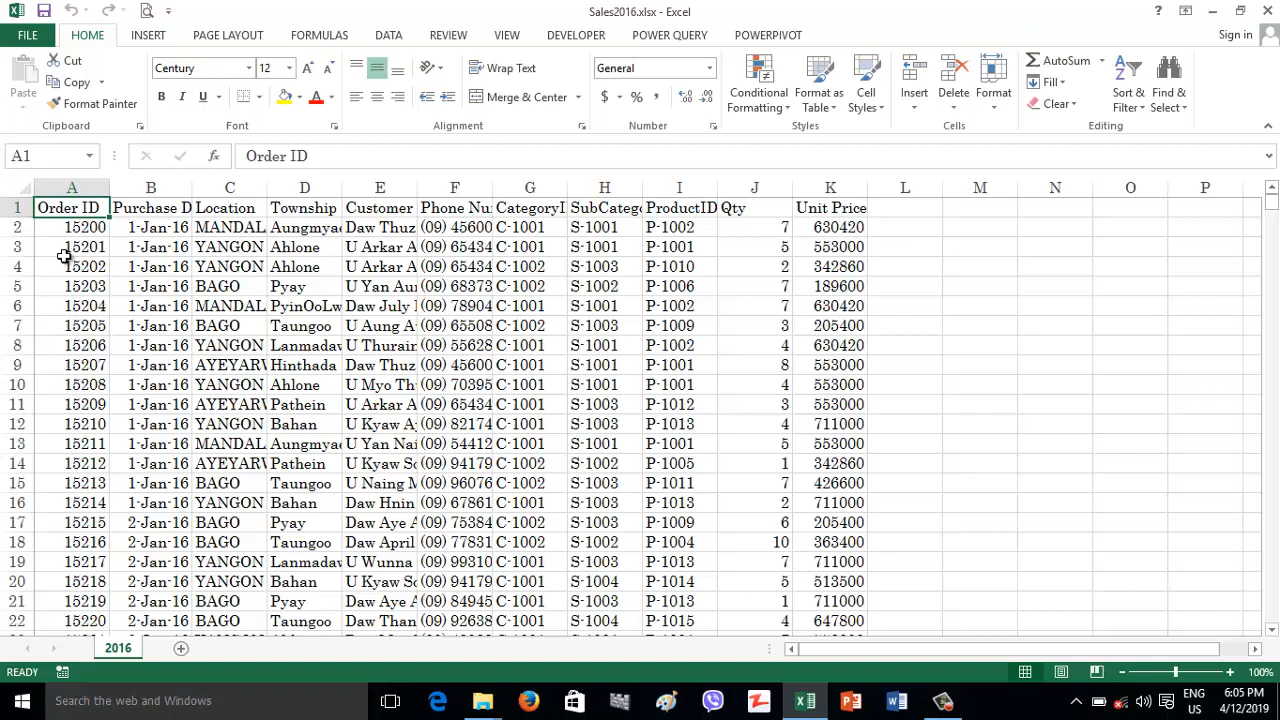 Sales2016.xlsx - Excel
?
FILE HOME INSERT PAGE LAYOUT FORMULAS DATA REVIEW VIEW DEVELOPER POWER QUERY POWERPIVOT Sign in
Paste Cut Copy Format Painter
Century 12 B I U A
Wrap Text Merge & Center
General $ % ,
Conditional Formatting Format as Table Cell Styles
Insert Delete Format
AutoSum Fill Clear Sort & Filter Find & Select
Clipboard Font Alignment Number Styles Cells Editing
A1 fx Order ID
A B C D E F G H I J K L M N O P
1 Order ID Purchase D Location Township Customer Phone Nu CategoryI SubCatego ProductID Qty Unit Price
2 15200 1-Jan-16 MANDAL Aungmyae Daw Thuz (09) 45600 C-1001 S-1001 P-1002 7 630420
3 15201 1-Jan-16 YANGON Ahlone U Arkar A (09) 65434 C-1001 S-1001 P-1001 5 553000
4 15202 1-Jan-16 YANGON Ahlone U Arkar A (09) 65434 C-1002 S-1003 P-1010 2 342860
5 15203 1-Jan-16 BAGO Pyay U Yan Au (09) 68373 C-1002 S-1002 P-1006 7 189600
6 15204 1-Jan-16 MANDAL PyinOoLw Daw July (09) 78904 C-1001 S-1001 P-1002 7 630420
7 15205 1-Jan-16 BAGO Taungoo U Aung A (09) 65508 C-1002 S-1003 P-1009 3 205400
8 15206 1-Jan-16 YANGON Lanmadaw U Thurain (09) 55628 C-1001 S-1001 P-1002 4 630420
9 15207 1-Jan-16 AYEYARW Hinthada Daw Thuz (09) 45600 C-1001 S-1001 P-1001 8 553000
10 15208 1-Jan-16 YANGON Ahlone U Myo Th (09) 70395 C-1001 S-1001 P-1001 4 553000
11 15209 1-Jan-16 AYEYARW Pathein U Arkar A (09) 65434 C-1001 S-1003 P-1012 3 553000
12 15210 1-Jan-16 YANGON Bahan U Kyaw A (09) 82174 C-1001 S-1003 P-1013 4 711000
13 15211 1-Jan-16 MANDAL Aungmyae U Yan Nai (09) 54412 C-1001 S-1001 P-1001 5 553000
14 15212 1-Jan-16 AYEYARW Pathein U Kyaw So (09) 94179 C-1002 S-1002 P-1005 1 342860
15 15213 1-Jan-16 BAGO Taungoo U Naing M (09) 96076 C-1002 S-1003 P-1011 7 426600
16 15214 1-Jan-16 YANGON Bahan Daw Hnin (09) 67861 C-1001 S-1003 P-1013 2 711000
17 15215 2-Jan-16 BAGO Pyay Daw Aye A (09) 75384 C-1002 S-1003 P-1009 6 205400
18 15216 2-Jan-16 BAGO Taungoo Daw April (09) 77831 C-1002 S-1002 P-1004 10 363400
19 15217 2-Jan-16 YANGON Lanmadaw U Wunna (09) 99310 C-1001 S-1003 P-1013 7 711000
20 15218 2-Jan-16 YANGON Bahan U Kyaw So (09) 94179 C-1001 S-1004 P-1014 5 513500
21 15219 2-Jan-16 BAGO Pyay Daw Aye A (09) 84945 C-1001 S-1003 P-1013 1 711000
22 15220 2-Jan-16 BAGO Taungoo Daw Than (09) 92638 C-1001 S-1004 P-1015 4 647800
2016
READY 100%
Search the web and Windows ENG 6:05 PM
US 4/12/2019